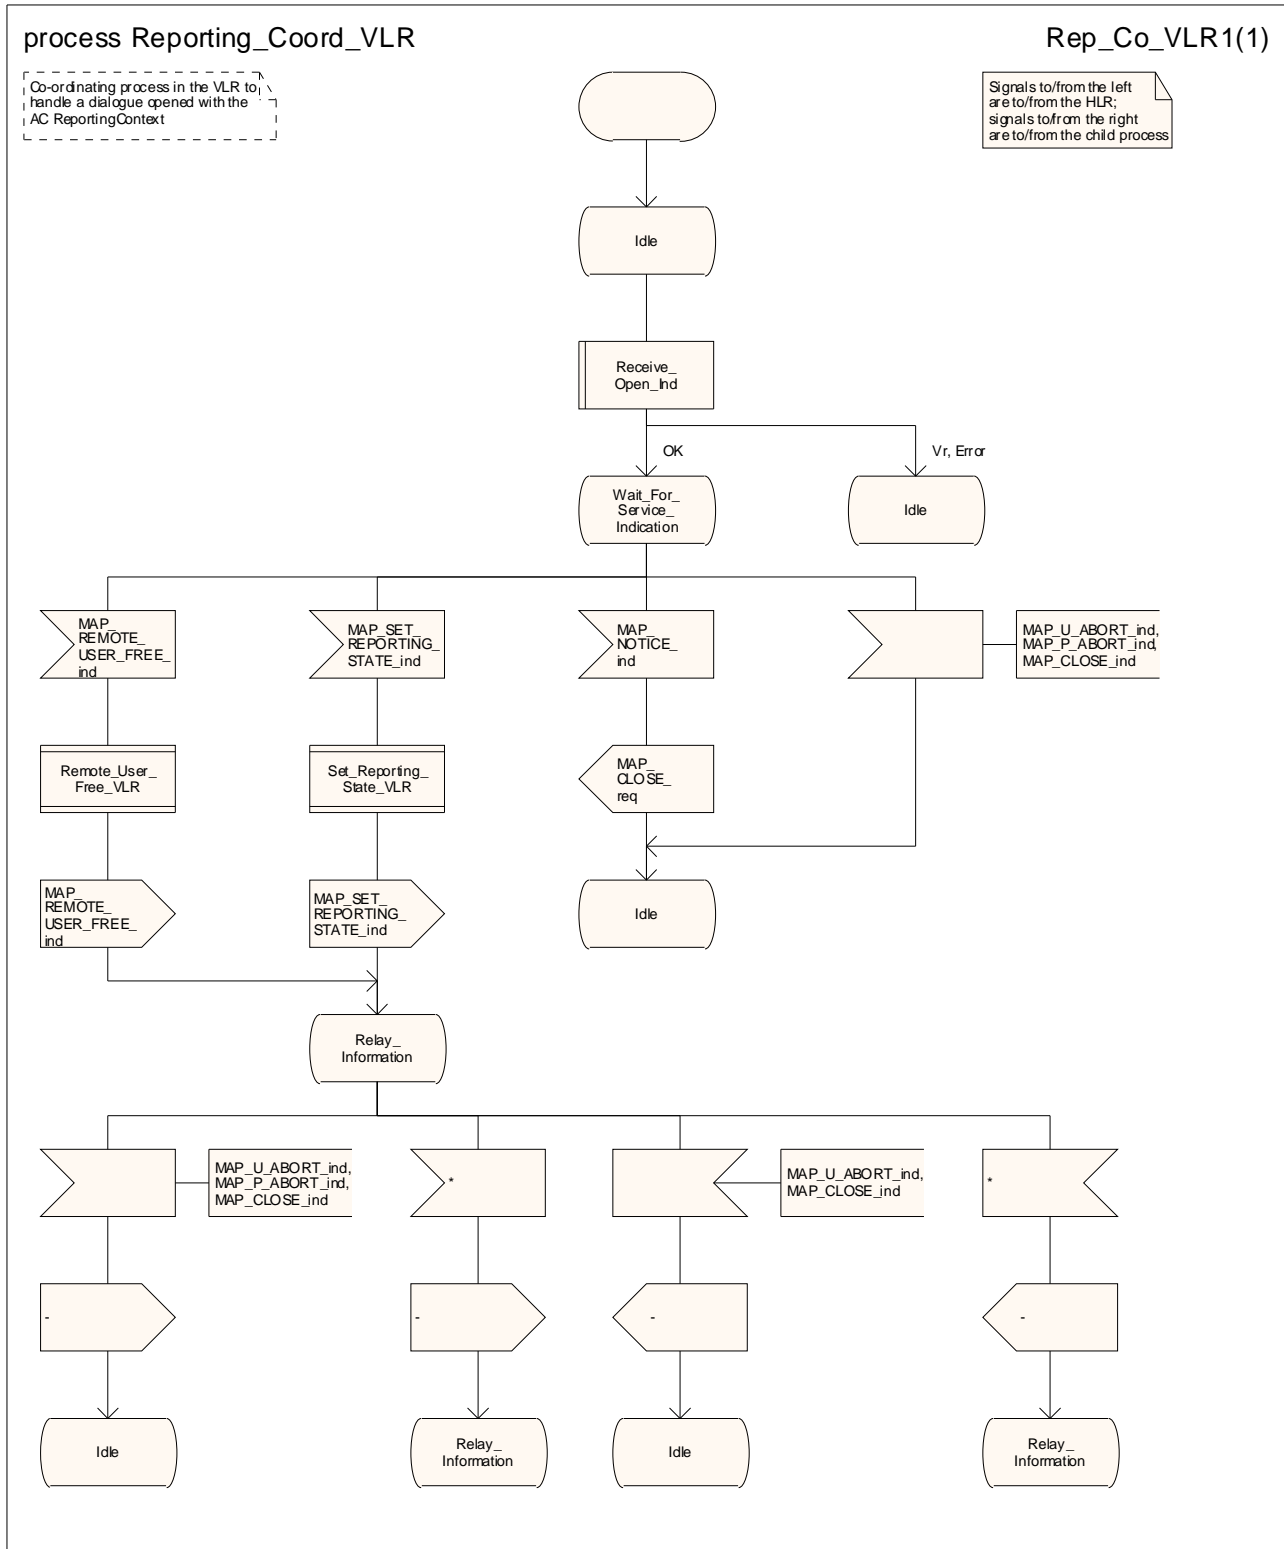 process Reporting_Coord_VLR
Rep_Co_VLR1(1)
Co-ordinating process in the VLR to
handle a dialogue opened with the
AC ReportingContext
Signals to/from the left
are to/from the HLR;
signals to/from the right
are to/from the child process
Idle
Receive_
Open_Ind
OK
Vr, Error
Wait_For_
Service_
Indication
Idle
MAP_
REMOTE_
USER_FREE_
ind
MAP_SET_
REPORTING_
STATE_ind
MAP_
NOTICE_
ind
MAP_U_ABORT_ind,
MAP_P_ABORT_ind,
MAP_CLOSE_ind
Remote_User_
Free_VLR
Set_Reporting_
State_VLR
MAP_
CLOSE_
req
MAP_
REMOTE_
USER_FREE_
ind
MAP_SET_
REPORTING_
STATE_ind
Idle
Relay_
Information
MAP_U_ABORT_ind,
MAP_P_ABORT_ind,
MAP_CLOSE_ind
*
MAP_U_ABORT_ind,
MAP_CLOSE_ind
*
-
-
-
-
Idle
Relay_
Information
Idle
Relay_
Information